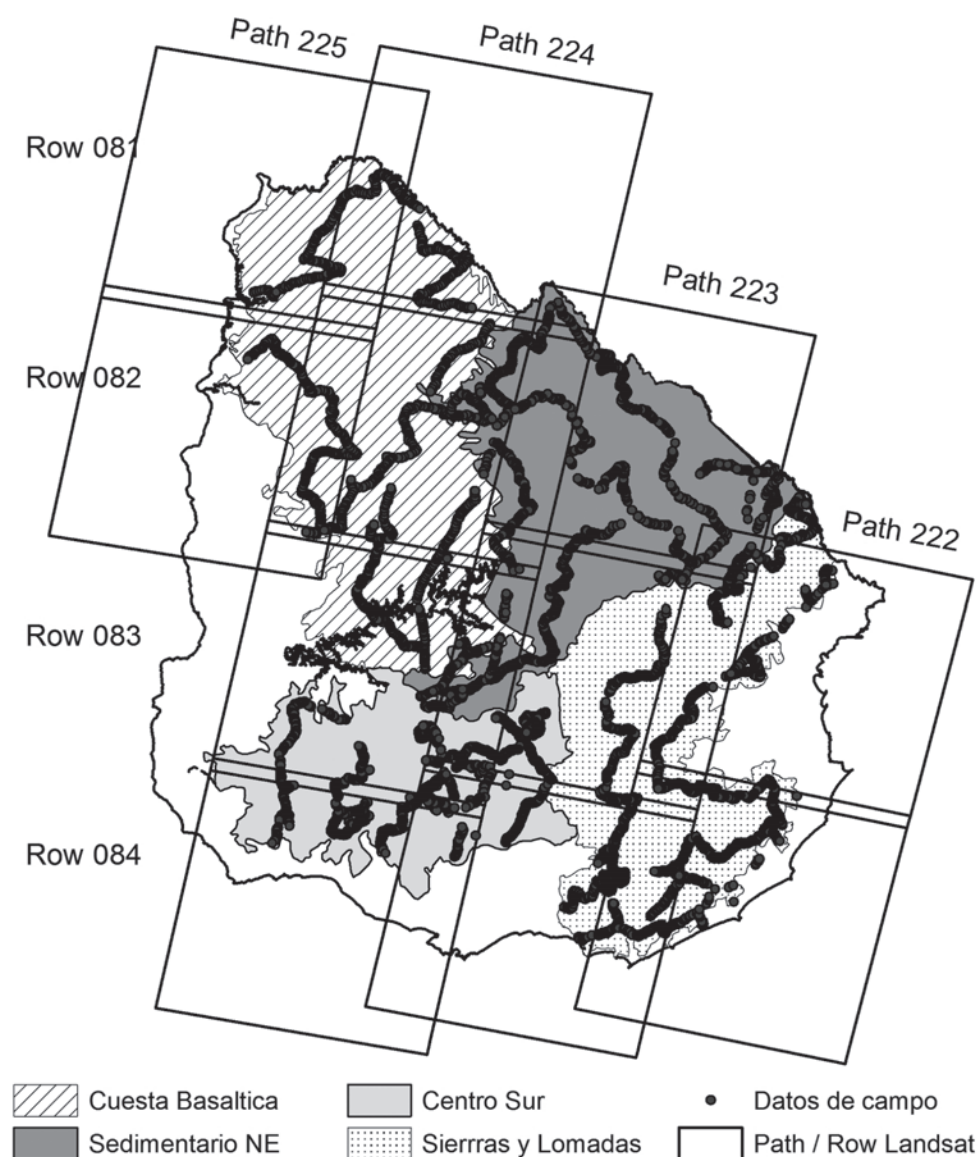 Path 225
Path 224
Row 081
Path 223
Row 082
Path 222
Row 083
Row 084
Cuesta Basaltica
Centro Sur
Datos de campo
Sedimentario NE
Sierrras y Lomadas
Path / Row Landsat